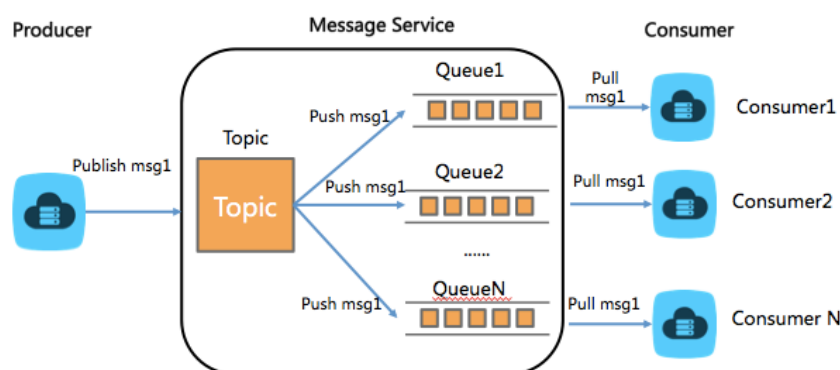 Producer
Message Service
Consumer
Queue1
Pull
msg1
Consumer1
Push msg1
Topic
Publish msg1
Topic
Queue2
Push msg1
Pull msg1
Consumer2
......
QueueN
Push msg1
Pull msg1
Consumer N